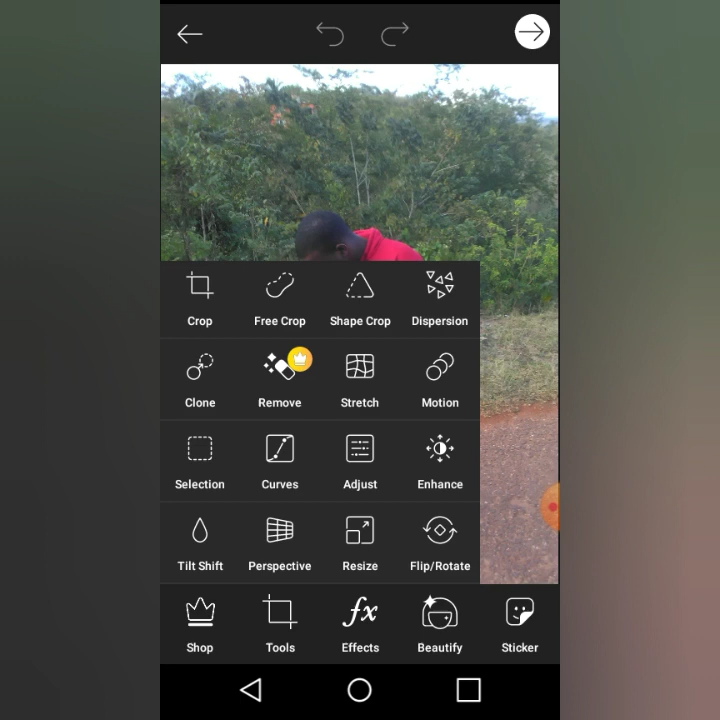 Crop Free Crop Shape Crop Dispersion
Clone Remove Stretch Motion
Selection Curves Adjust Enhance
Tilt Shift Perspective Resize Flip/Rotate
Shop Tools fx Effects Beautify Sticker